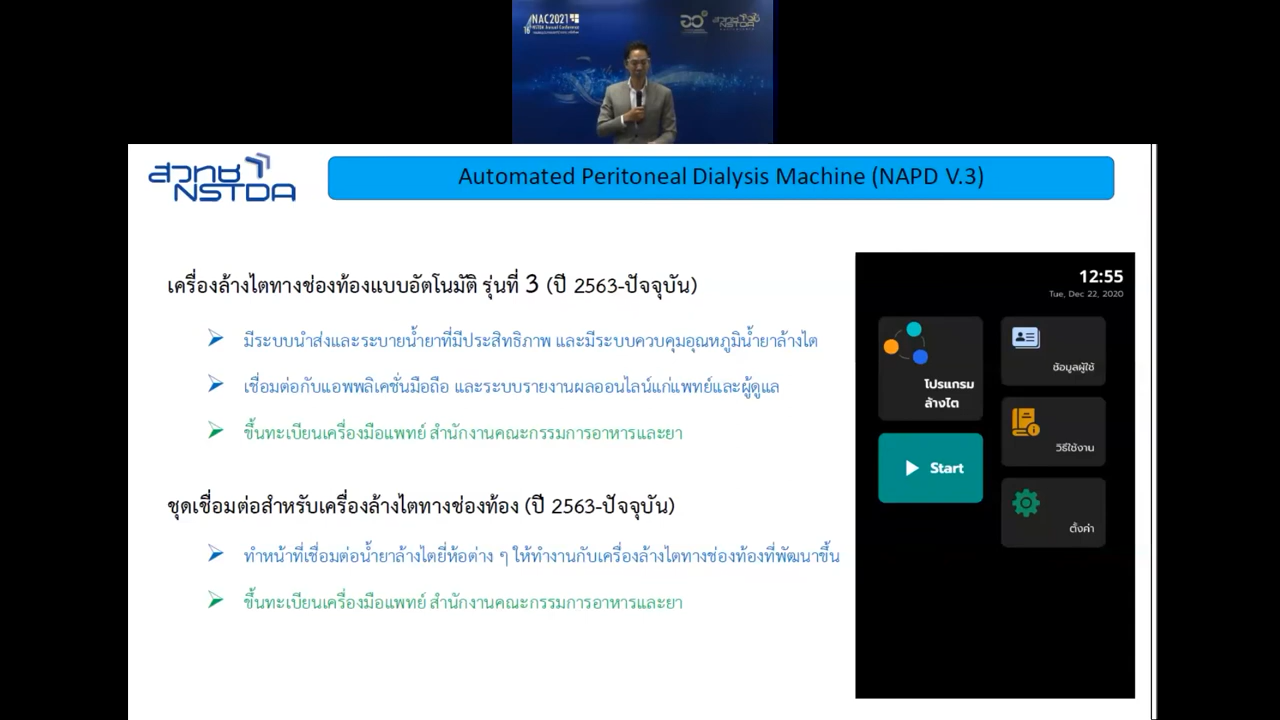 NAC2021
NSTDA Annual Conference
สวทช
NSTDA
สวทช
NSTDA
Automated Peritoneal Dialysis Machine (NAPD V.3)
เครื่องล้างไตทางช่องท้องแบบอัตโนมัติ รุ่นที่ 3 (ปี 2563-ปัจจุบัน)
มีระบบนำส่งและระบายน้ำยาที่มีประสิทธิภาพ และมีระบบควบคุมอุณหภูมิน้ำยาล้างไต
เชื่อมต่อกับแอพพลิเคชั่นมือถือ และระบบรายงานผลออนไลน์แก่แพทย์และผู้ดูแล
ขึ้นทะเบียนเครื่องมือแพทย์ สำนักงานคณะกรรมการอาหารและยา
ชุดเชื่อมต่อสำหรับเครื่องล้างไตทางช่องท้อง (ปี 2563-ปัจจุบัน)
ทำหน้าที่เชื่อมต่อน้ำยาล้างไตยี่ห้อต่าง ๆ ให้ทำงานกับเครื่องล้างไตทางช่องท้องที่พัฒนาขึ้น
ขึ้นทะเบียนเครื่องมือแพทย์ สำนักงานคณะกรรมการอาหารและยา
12:55
Tue, Dec 22, 2020
โปรแกรม
ล้างไต
Start
ข้อมูลผู้ใช้
วิธีใช้งาน
ตั้งค่า